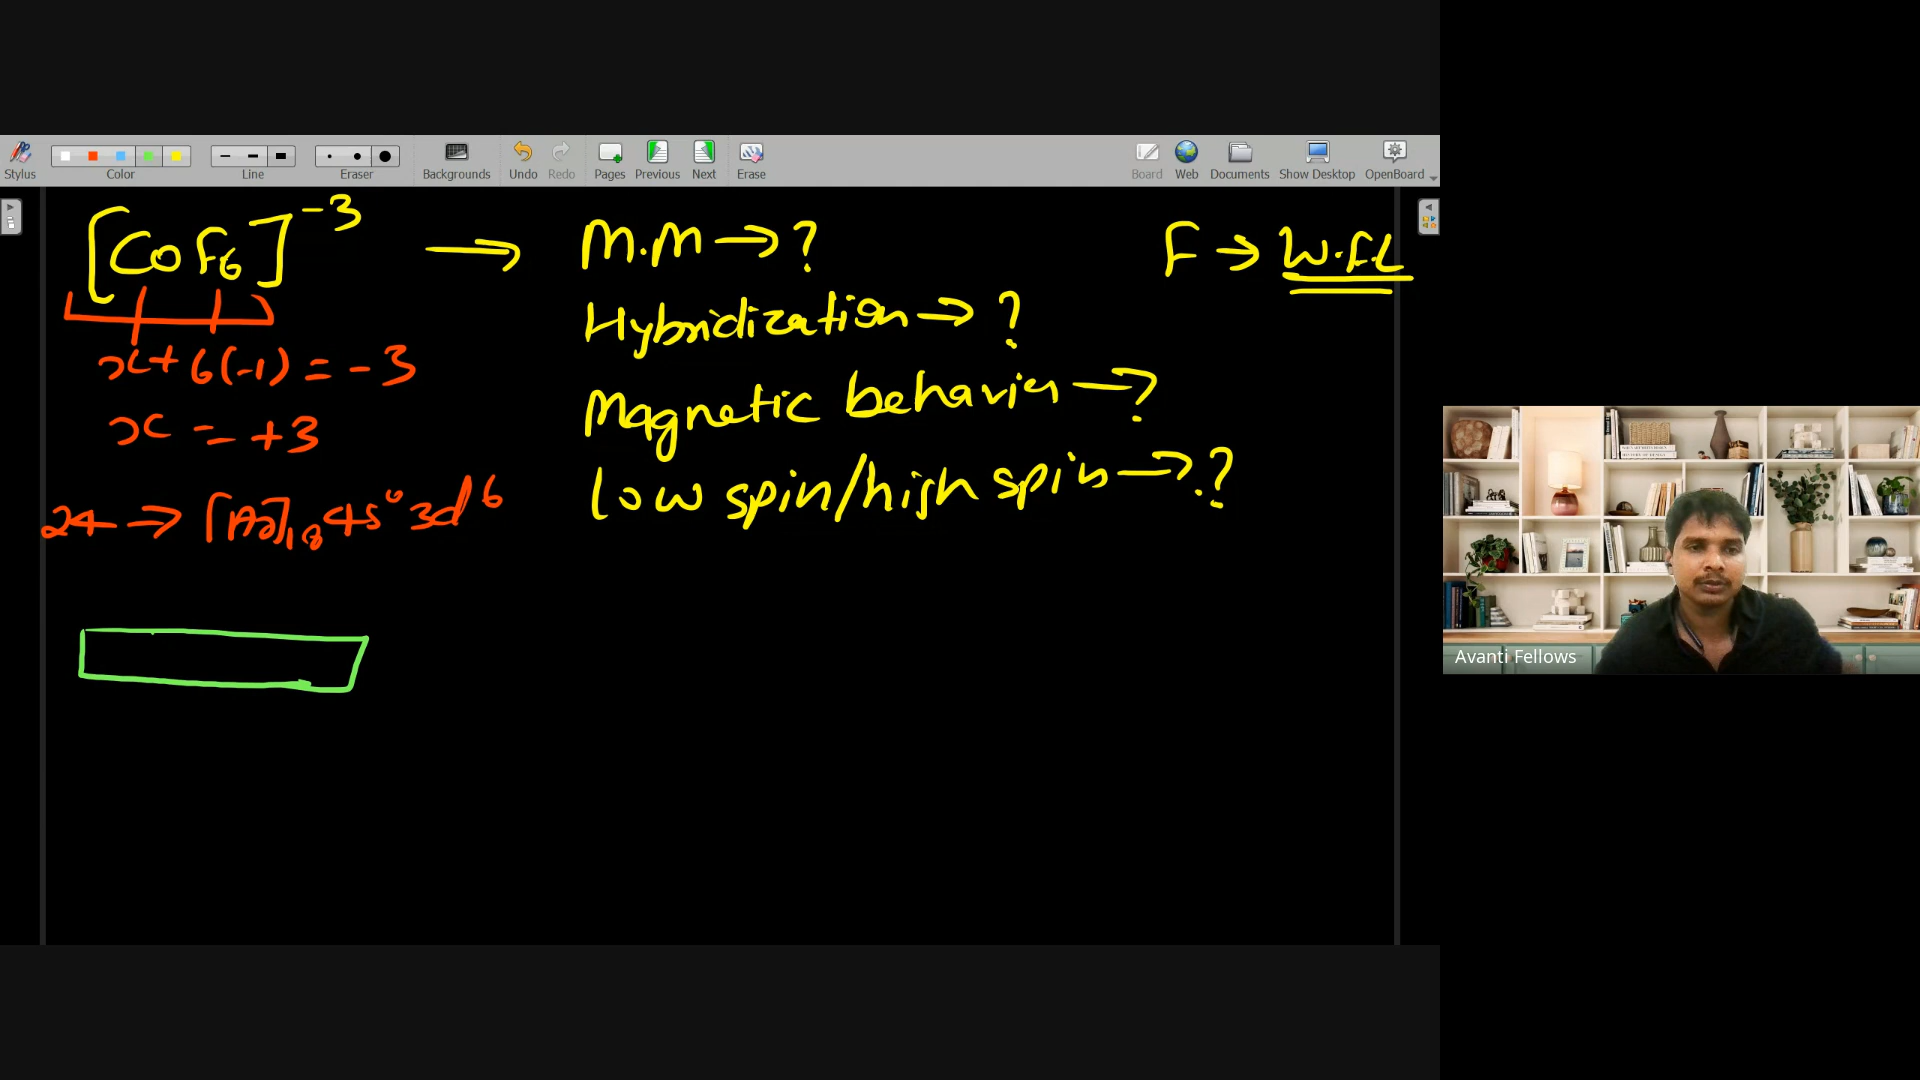 Stylus
Color
Line
Eraser
Backgrounds
Undo
Redo
Pages
Previous
Next
Erase
Board
Web
Documents
Show Desktop
OpenBoard
[CoF6]⁻³ → M.M → ?
F → W.F.L
Hybridization → ?
x + 6(-1) = -3
Magnetic behavior → ?
x = +3
low spin/high spin → ?
24 → [Ar]18 4s⁰ 3d⁶
Avanti Fellows